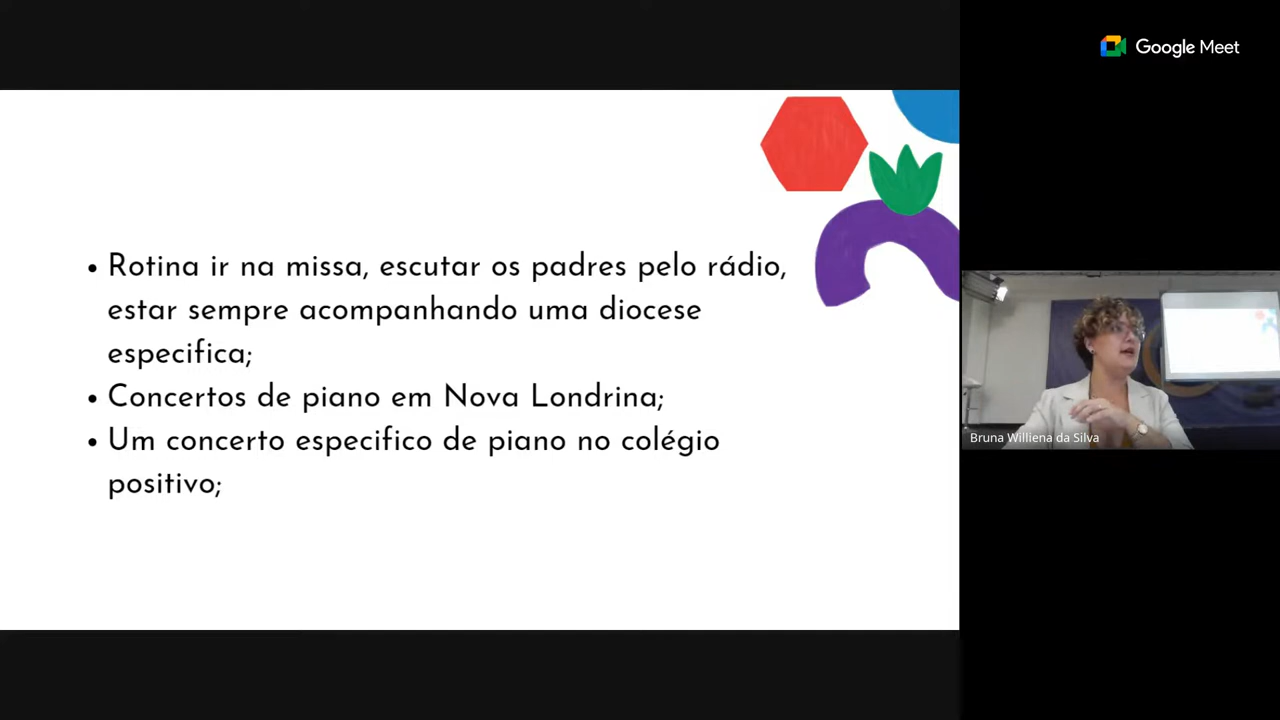 Google Meet
• Rotina ir na missa, escutar os padres pelo rádio,
estar sempre acompanhando uma diocese
especifica;
• Concertos de piano em Nova Londrina;
• Um concerto especifico de piano no colégio
positivo;
Bruna Williena da Silva